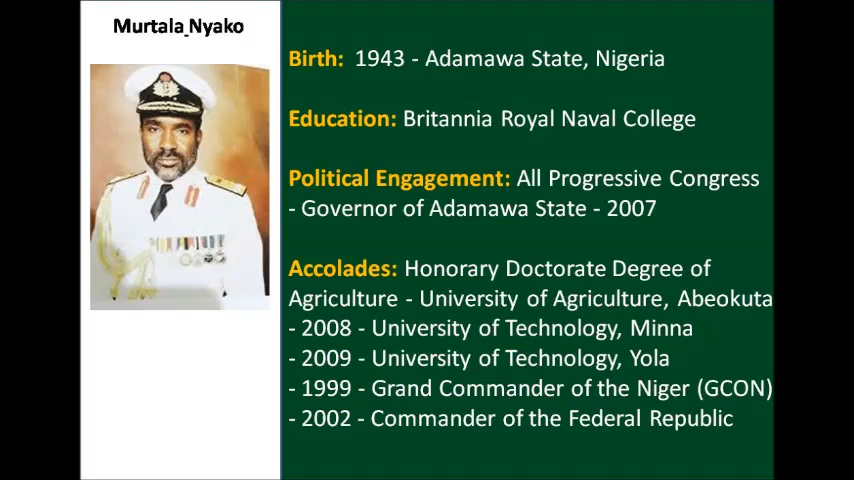 Murtala Nyako
Birth: 1943 - Adamawa State, Nigeria
Education: Britannia Royal Naval College
Political Engagement: All Progressive Congress
- Governor of Adamawa State - 2007
Accolades: Honorary Doctorate Degree of
Agriculture - University of Agriculture, Abeokuta
- 2008 - University of Technology, Minna
- 2009 - University of Technology, Yola
- 1999 - Grand Commander of the Niger (GCON)
- 2002 - Commander of the Federal Republic